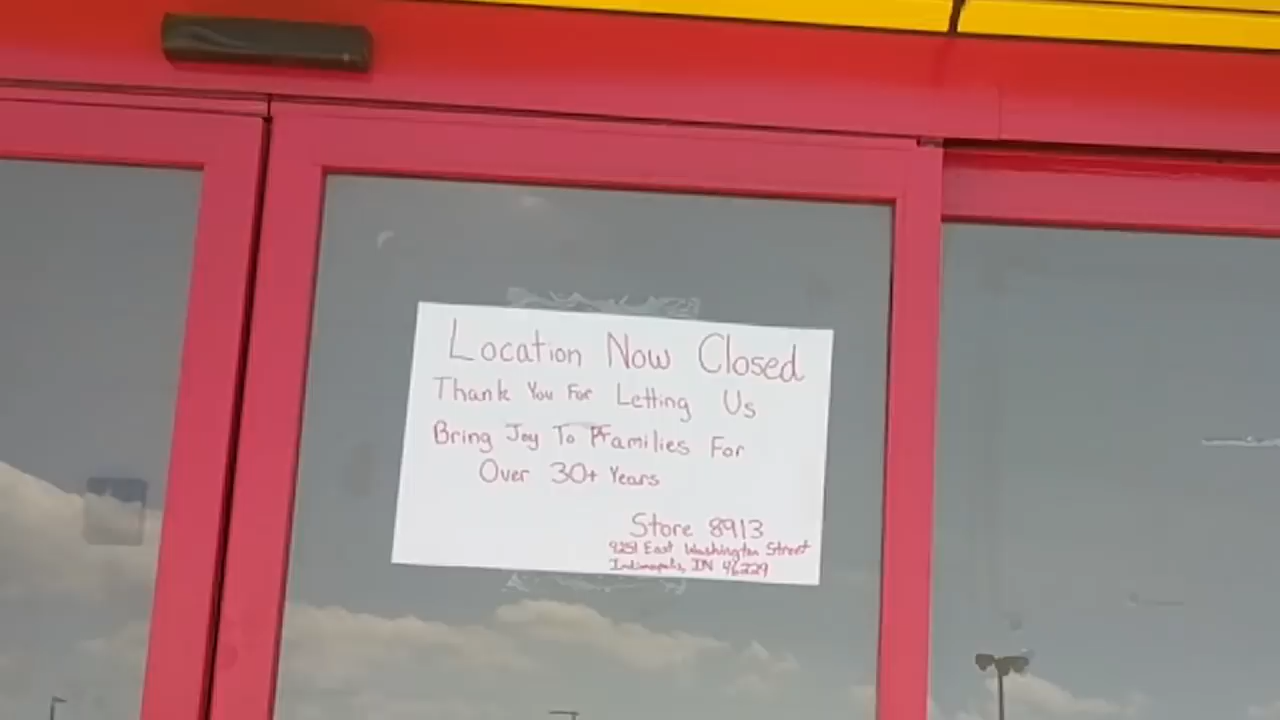 Location Now Closed
Thank You For Letting Us
Bring Joy To Families For
Over 30+ Years
Store 8913
9251 East Washington Street
Indianapolis, IN 46229